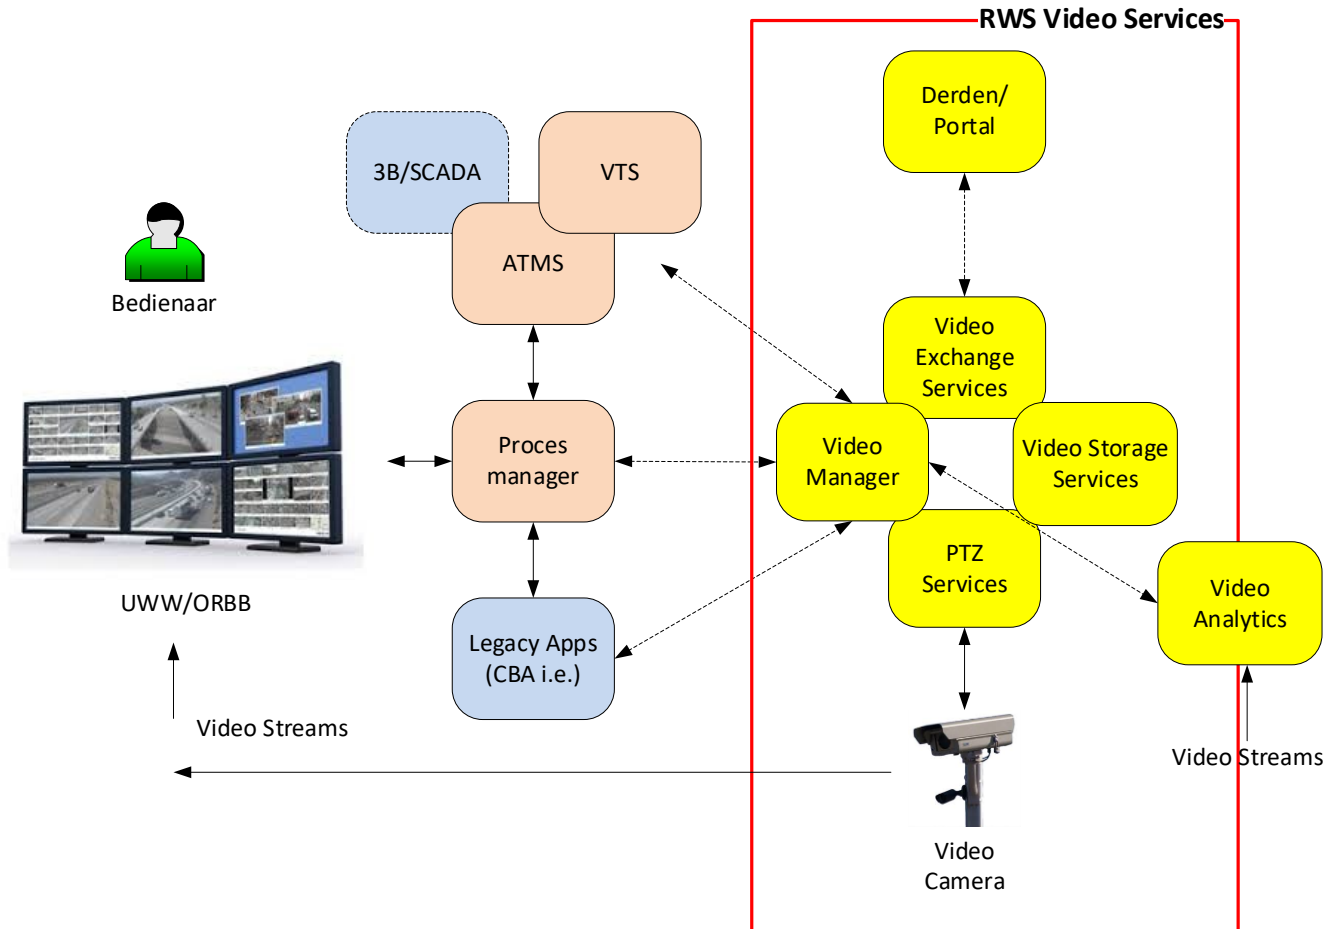 RWS Video Services
Derden/
Portal
3B/SCADA
VTS
ATMS
Bedienaar
Video
Exchange
Services
Proces
manager
Video
Manager
Video Storage
Services
PTZ
Services
Video
Analytics
UWW/ORBB
Legacy Apps
(CBA i.e.)
Video Streams
Video Streams
Video
Camera